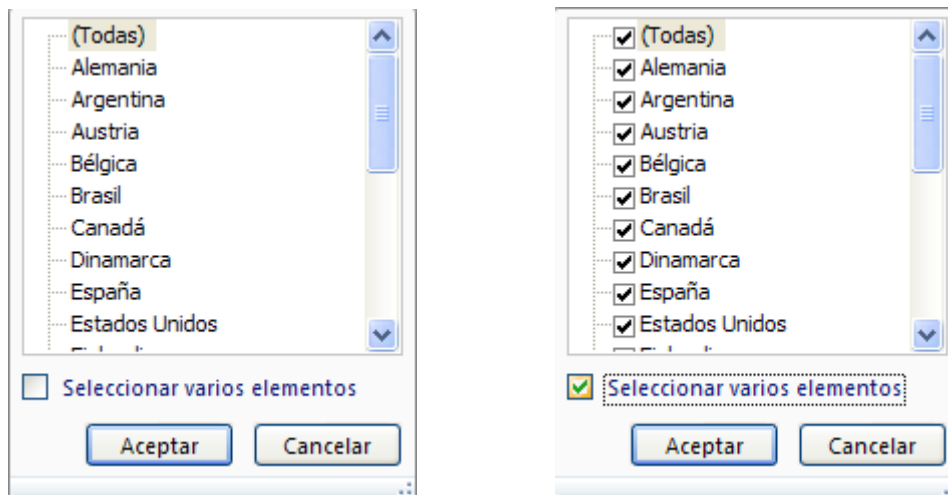 (Todas)
Alemania
Argentina
Austria
Bélgica
Brasil
Canadá
Dinamarca
España
Estados Unidos
Seleccionar varios elementos
Aceptar
Cancelar
(Todas)
Alemania
Argentina
Austria
Bélgica
Brasil
Canadá
Dinamarca
España
Estados Unidos
Seleccionar varios elementos
Aceptar
Cancelar